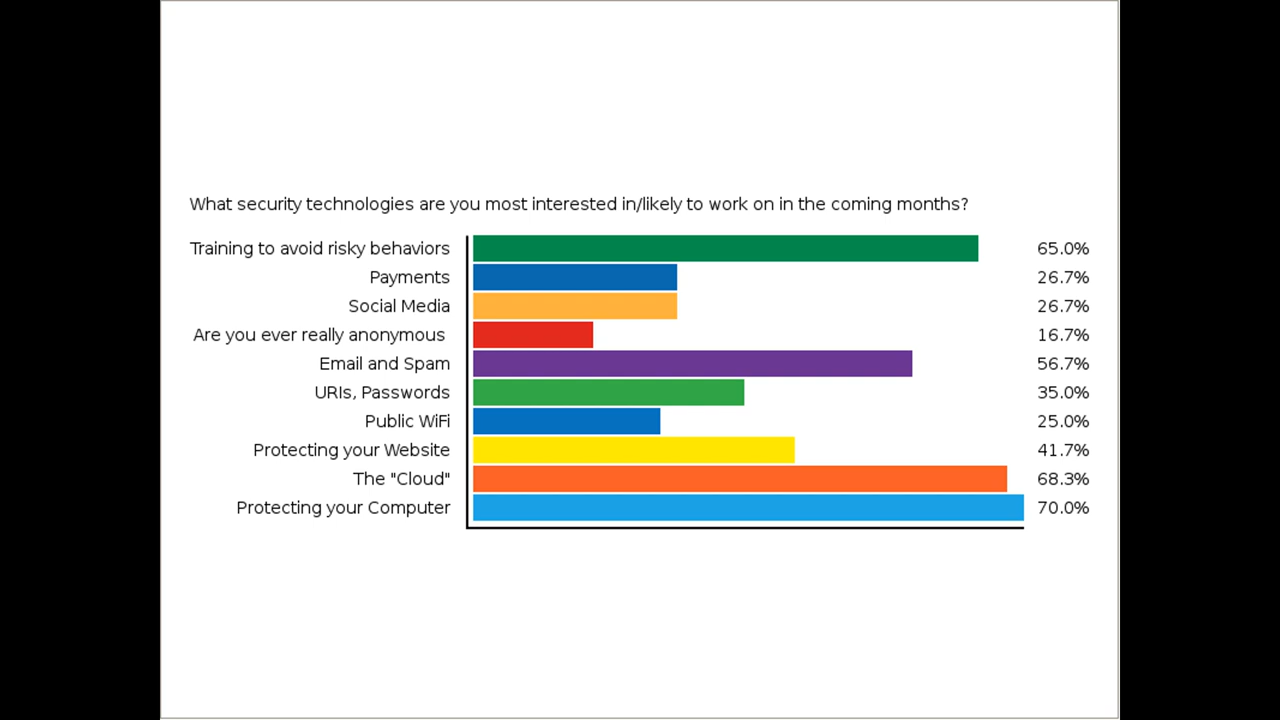 What security technologies are you most interested in/likely to work on in the coming months?
Training to avoid risky behaviors 65.0%
Payments 26.7%
Social Media 26.7%
Are you ever really anonymous 16.7%
Email and Spam 56.7%
URIs, Passwords 35.0%
Public WiFi 25.0%
Protecting your Website 41.7%
The "Cloud" 68.3%
Protecting your Computer 70.0%